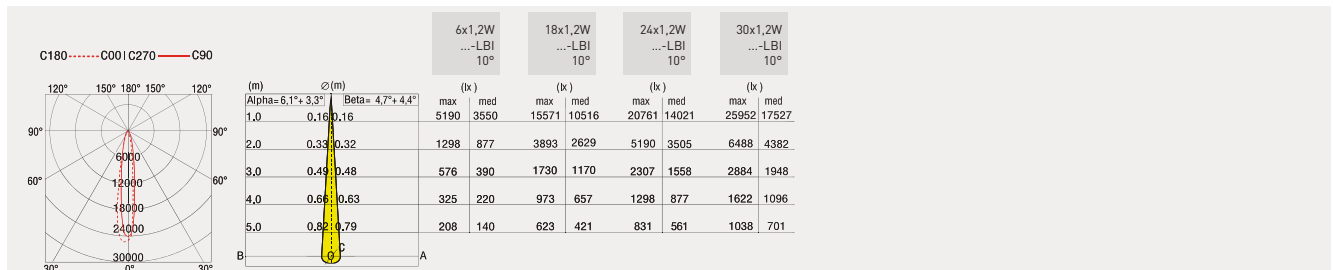 6x1,2W 18x1,2W 24x1,2W 30x1,2W
...-LBI ...-LBI ...-LBI ...-LBI
10° 10° 10° 10°
C180 C00 | C270 C90
120° 150° 180° 150° 120°
90° 90°
60° 60°
30° 0° 30°
6000
12000
18000
24000
30000
(m) ∅(m) (lx) (lx) (lx) (lx)
Alpha= 6,1°+ 3,3° Beta= 4,7°+ 4,4° max med max med max med max med
1.0 0.16 0.16 5190 3550 15571 10516 20761 14021 25952 17527
2.0 0.33 0.32 1298 877 3893 2629 5190 3505 6488 4382
3.0 0.49 0.48 576 390 1730 1170 2307 1558 2884 1948
4.0 0.66 0.63 325 220 973 657 1298 877 1622 1096
5.0 0.82 0.79 208 140 623 421 831 561 1038 701
C
B 0 A